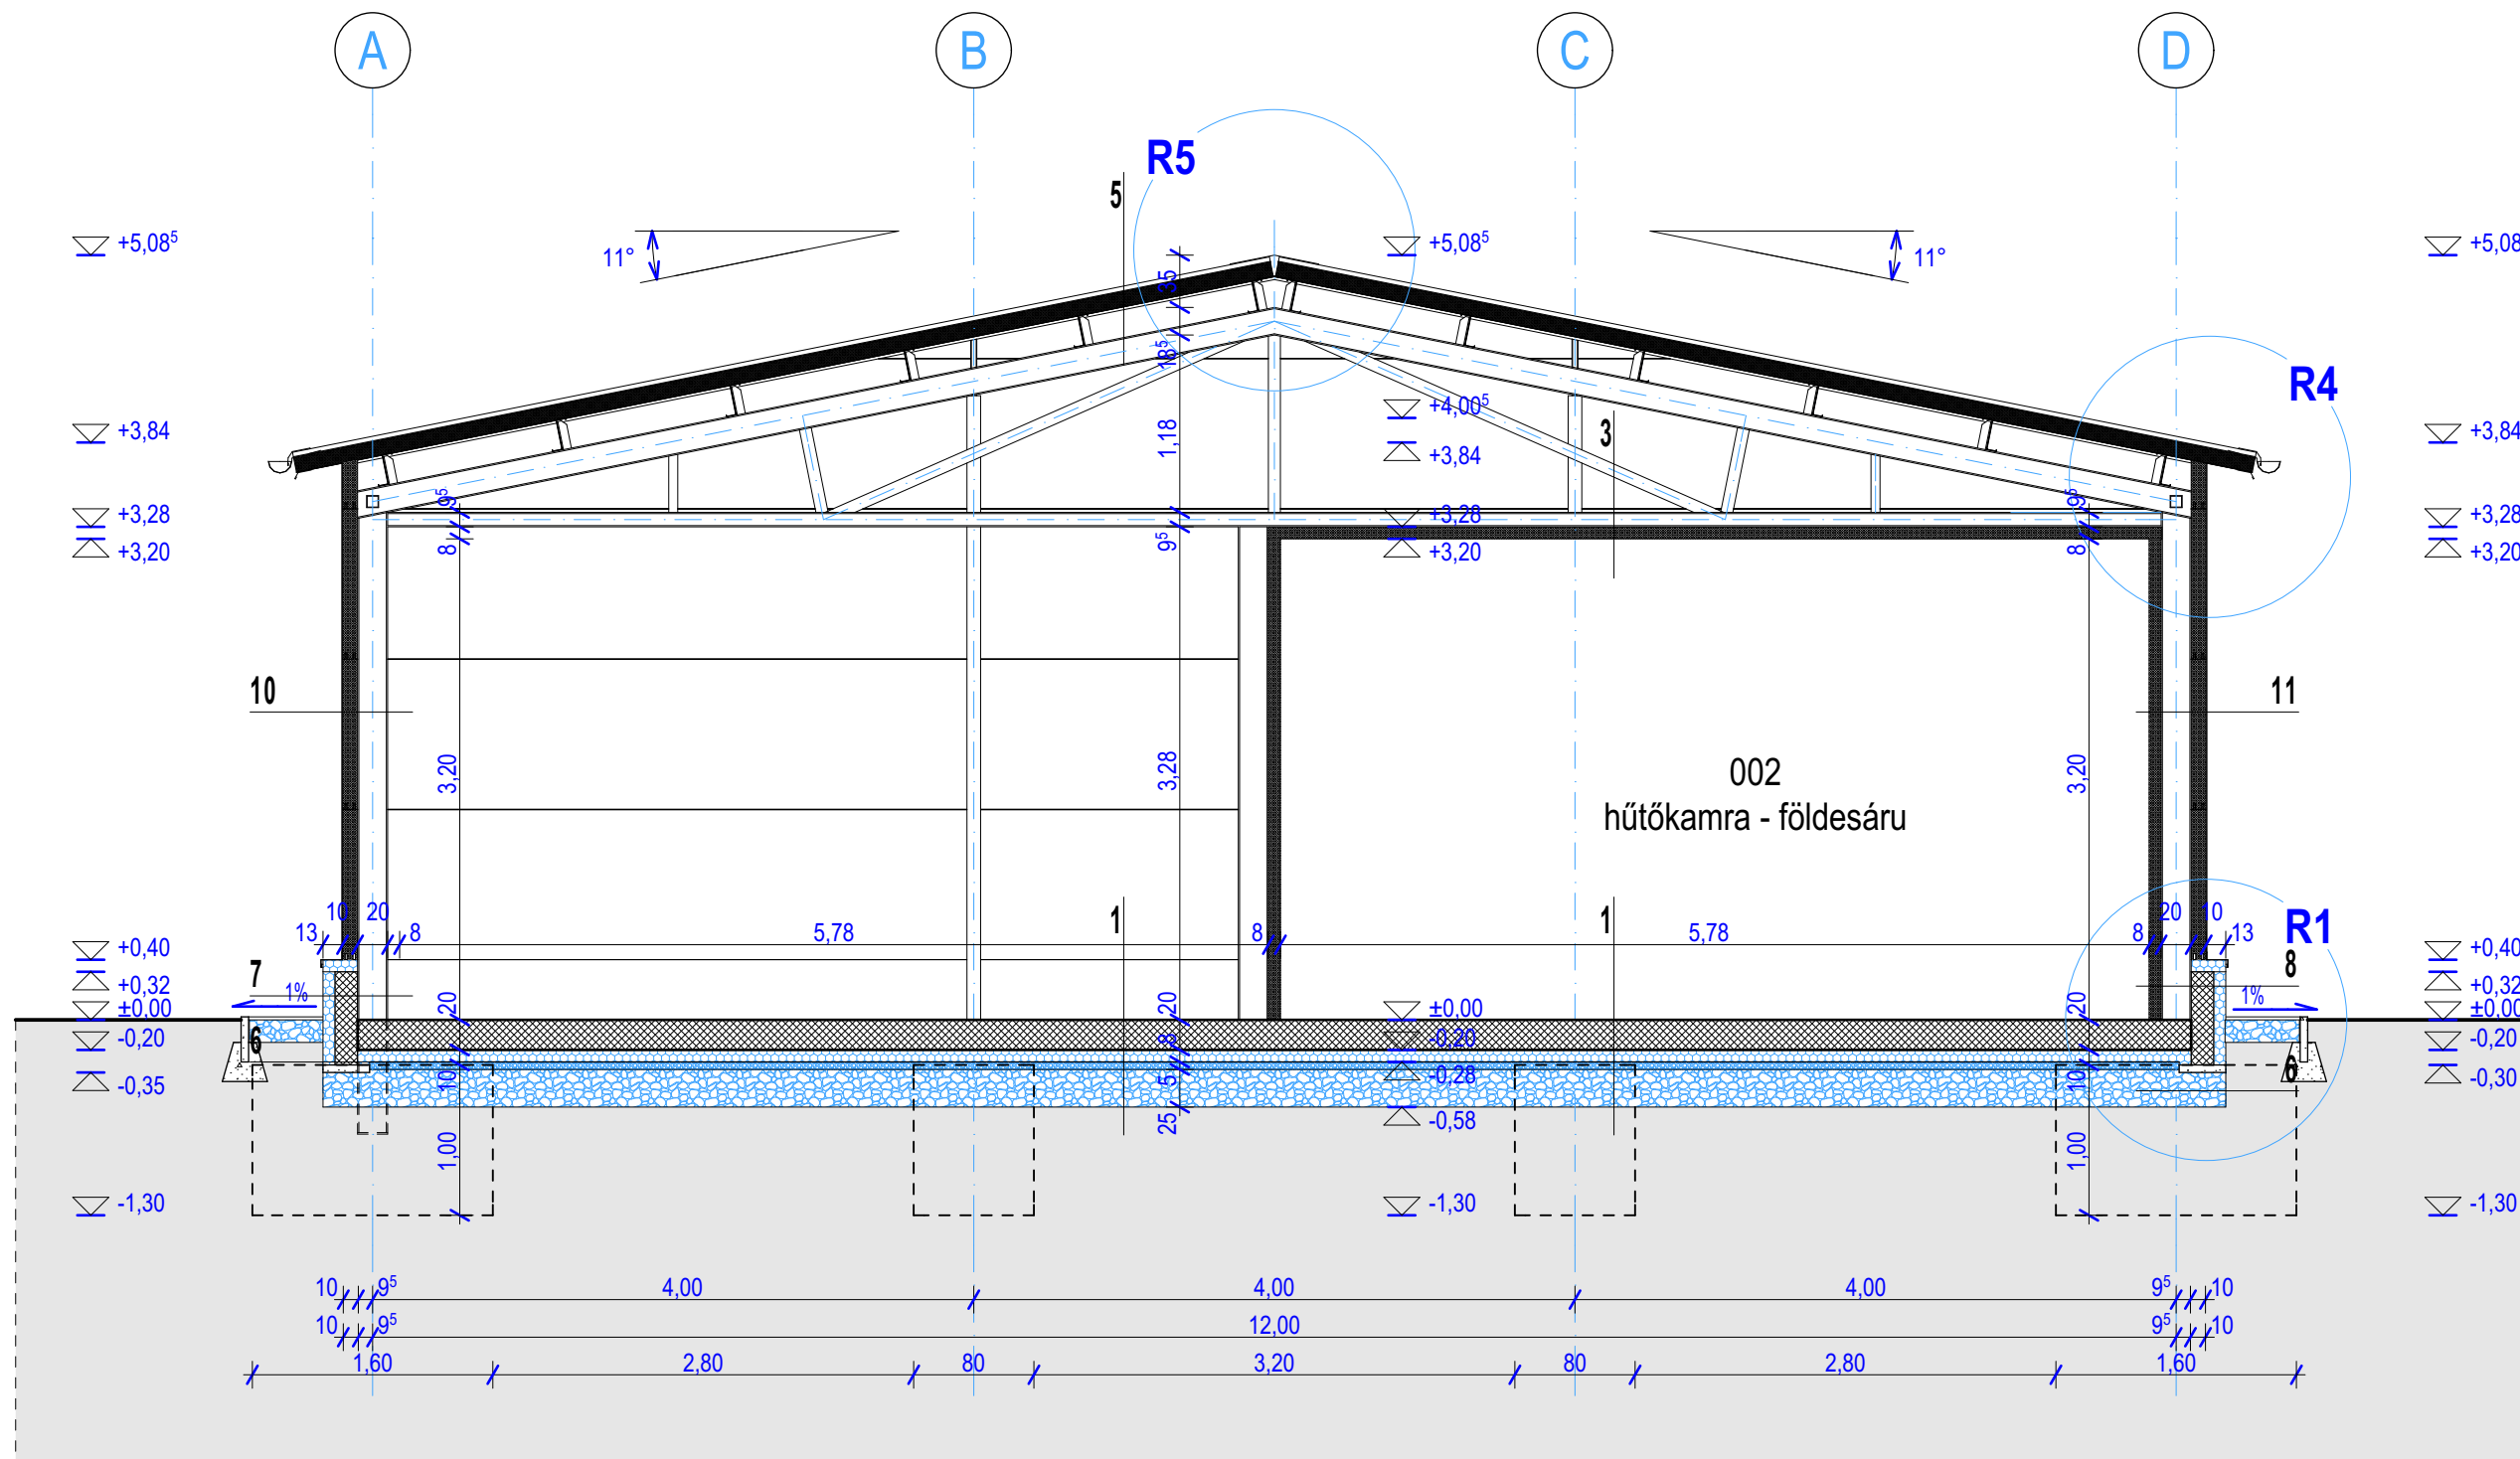 A B C D
R5
5
+5,08⁵ 11° +5,08⁵ 11° +5,08
35
R4
18⁵
+3,84 +4,00⁵ 3 +3,84
1,18 +3,84
9⁵ 9⁵
+3,28 +3,28 +3,28
8 9⁵ 8
+3,20 +3,20 +3,20
10 11
3,20 3,28 002 3,20
hűtőkamra - földesáru
10 20 1 1 20 10
13 8 5,78 8 5,78 8 13 R1
+0,40 +0,40
7 8
+0,32 1% 1% +0,32
20 20 20
±0,00 ±0,00 ±0,00
-0,20 6 8 -0,20 -0,20
10 5 -0,28 10 6
-0,35 -0,30
25 -0,58
1,00 1,00
-1,30 -1,30 -1,30
10 9⁵ 4,00 4,00 4,00 9⁵ 10
10 9⁵ 12,00 9⁵ 10
1,60 2,80 80 3,20 80 2,80 1,60